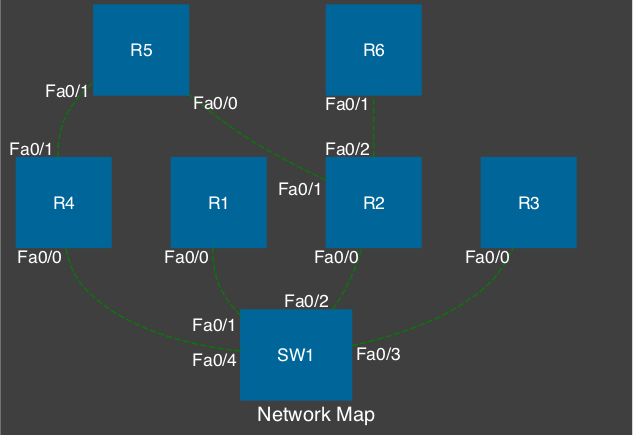 R5
R6
Fa0/1
Fa0/0
Fa0/1
Fa0/1
Fa0/2
Fa0/1
R4
R1
R2
R3
Fa0/0
Fa0/0
Fa0/0
Fa0/0
Fa0/2
Fa0/1
Fa0/4
SW1
Fa0/3
Network Map